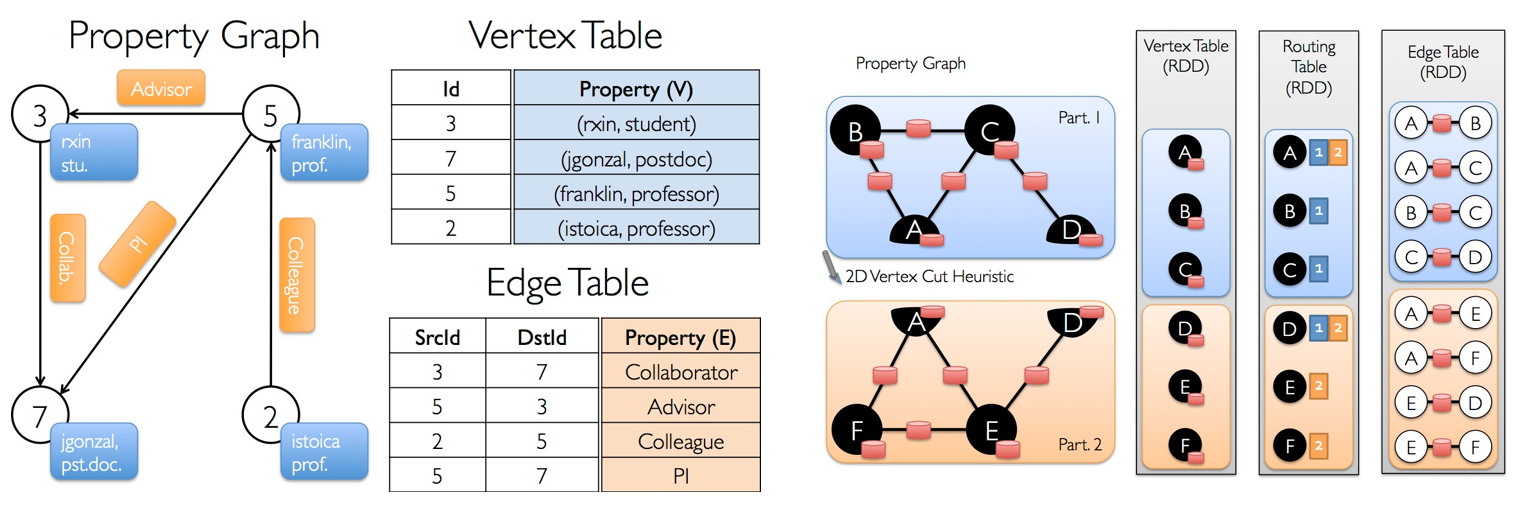 Property Graph
Advisor
3
5
rxin
stu.
franklin,
prof.
Collab.
PI
Colleague
7
2
jgonzal,
pst.doc.
istoica
prof.
Vertex Table
Id Property (V)
3 (rxin, student)
7 (jgonzal, postdoc)
5 (franklin, professor)
2 (istoica, professor)
Edge Table
SrcId DstId Property (E)
3 7 Collaborator
5 3 Advisor
2 5 Colleague
5 7 PI
Property Graph
Part. 1
B
C
A
D
2D Vertex Cut Heuristic
A
D
F
E
Part. 2
Vertex Table
(RDD)
A
B
C
D
E
F
Routing
Table
(RDD)
A 1 2
B 1
C 1
D 1 2
E 2
F 2
Edge Table
(RDD)
A B
A C
B C
C D
A E
A F
E D
E F